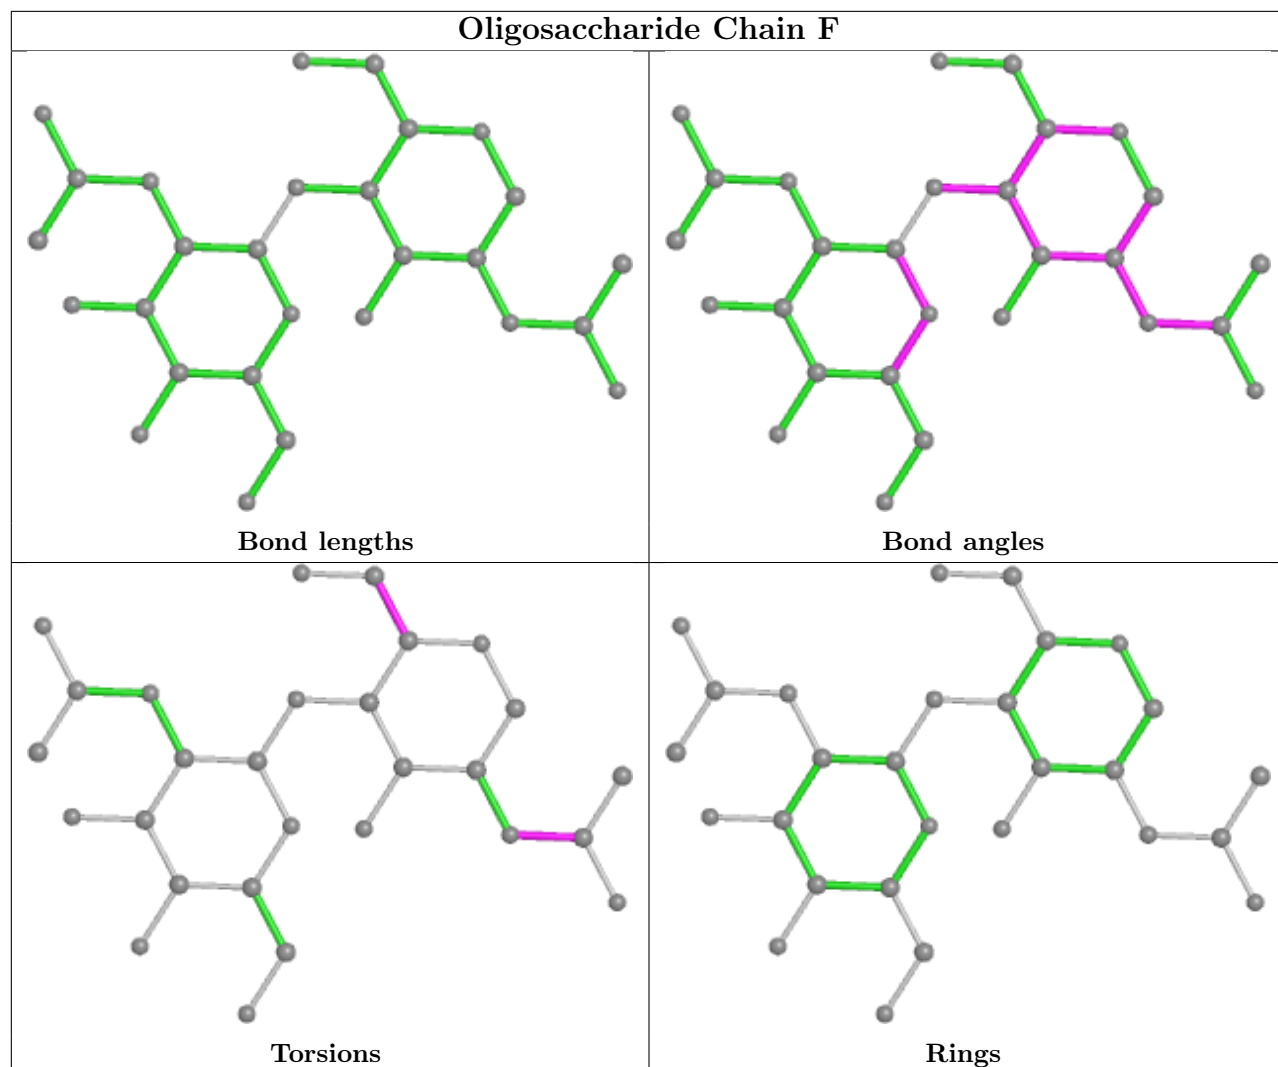 Oligosaccharide Chain F
Bond lengths
Bond angles
Torsions
Rings